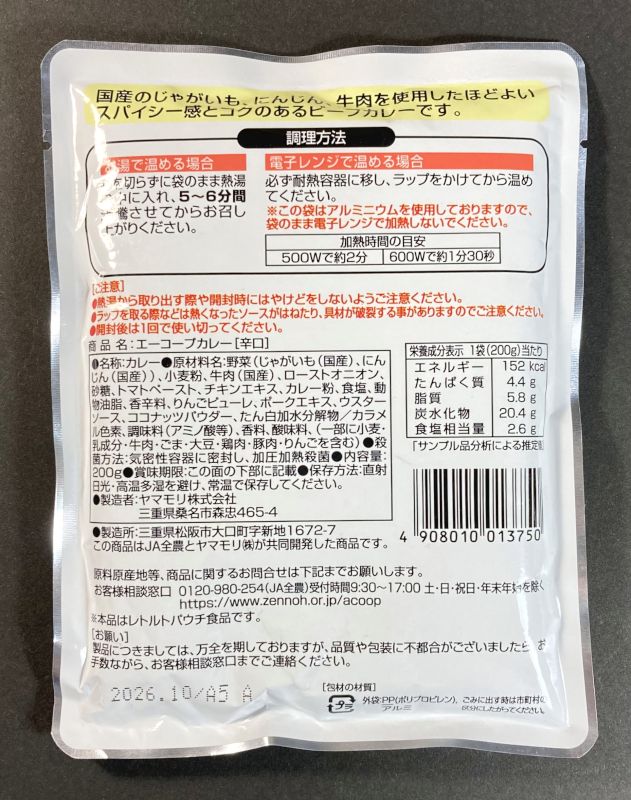 国産のじゃがいも、にんじん、牛肉を使用したほどよい
スパイシー感とコクのあるビーフカレーです。
調理方法
湯で温める場合
切らずに袋のまま熱湯
に入れ、5〜6分間
騰させてからお召し
がりください。
電子レンジで温める場合
必ず耐熱容器に移し、ラップをかけてから温め
てください。
※この袋はアルミニウムを使用しておりますので、
袋のまま電子レンジで加熱しないでください。
加熱時間の目安
500Wで約2分 600Wで約1分30秒
[ご注意]
●熱湯から取り出す際や開封時にはやけどをしないようご注意ください。
●ラップを取る際などは熱くなったソースがはねたり、具材が破裂する事がありますのでご注意ください。
●開封後は1回で使い切ってください。
商品名:エーコープカレー[辛口]
●名称:カレー●原材料名:野菜(じゃがいも(国産)、にん
じん(国産))、小麦粉、牛肉(国産)、ローストオニオン、
砂糖、トマトペースト、チキンエキス、カレー粉、食塩、動
物油脂、香辛料、りんごピューレ、ポークエキス、ウスター
ソース、ココナッツパウダー、たん白加水分解物/カラメ
ル色素、調味料(アミノ酸等)、香料、酸味料、(一部に小麦・
乳成分・牛肉・ごま・大豆・鶏肉・豚肉・りんごを含む)●殺
菌方法:気密性容器に密封し、加圧加熱殺菌●内容量:
200g●賞味期限:この面の下部に記載●保存方法:直射
日光・高温多湿を避け、常温で保存してください。
●製造者:ヤマモリ株式会社
三重県桑名市森忠465-4
●製造所:三重県松阪市大口町字新地1672-7
この商品はJA全農とヤマモリ㈱が共同開発した商品です。
栄養成分表示 1袋(200g)当たり
エネルギー 152 kcal
たんぱく質 4.4 g
脂質 5.8 g
炭水化物 20.4 g
食塩相当量 2.6 g
「サンプル品分析による推定値」
4 908010 013750
原料原産地等、商品に関するお問合せは下記までお願いします。
お客様相談窓口 0120-980-254(JA全農)受付時間9:30〜17:00 土・日・祝日・年末年始を除く
https://www.zennoh.or.jp/acoop
※本品はレトルトパウチ食品です。
[お願い]
製品につきましては、万全を期しておりますが、品質や包装に不都合がございましたら、お
手数ながら、お客様相談窓口までご連絡ください。
2026.10/A5 A
[包材の材質]
プラ
外袋:PP(ポリプロピレン)、
アルミ
ごみに出す時は市町村の
区分にしたがってください。